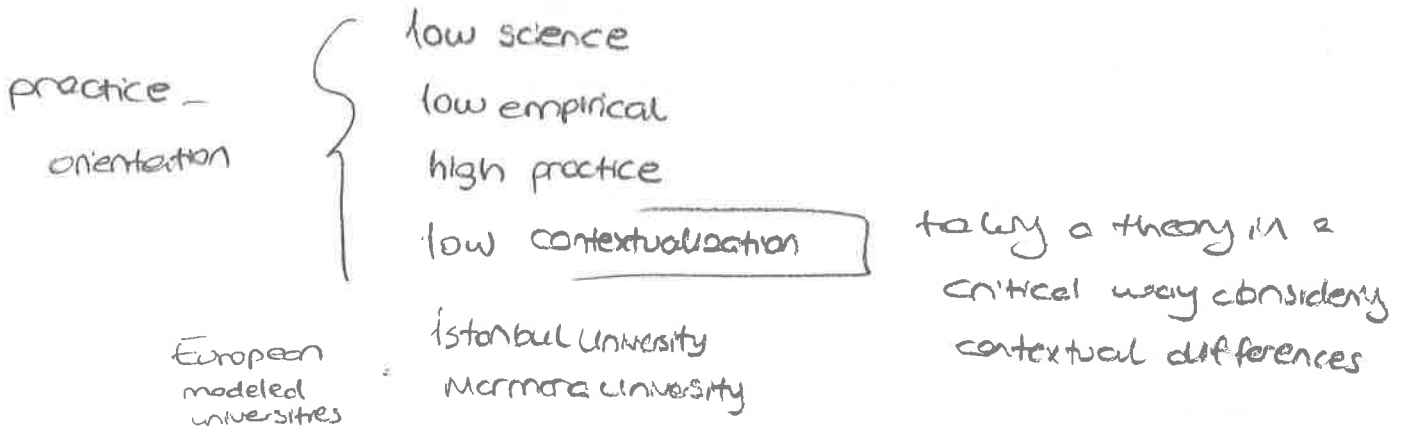 practice -
orientation
low science
low empirical
high practice
low contextualization
taking a theory in a
critical way considering
contextual differences
European
modeled
universities
:
İstanbul University
Marmara University